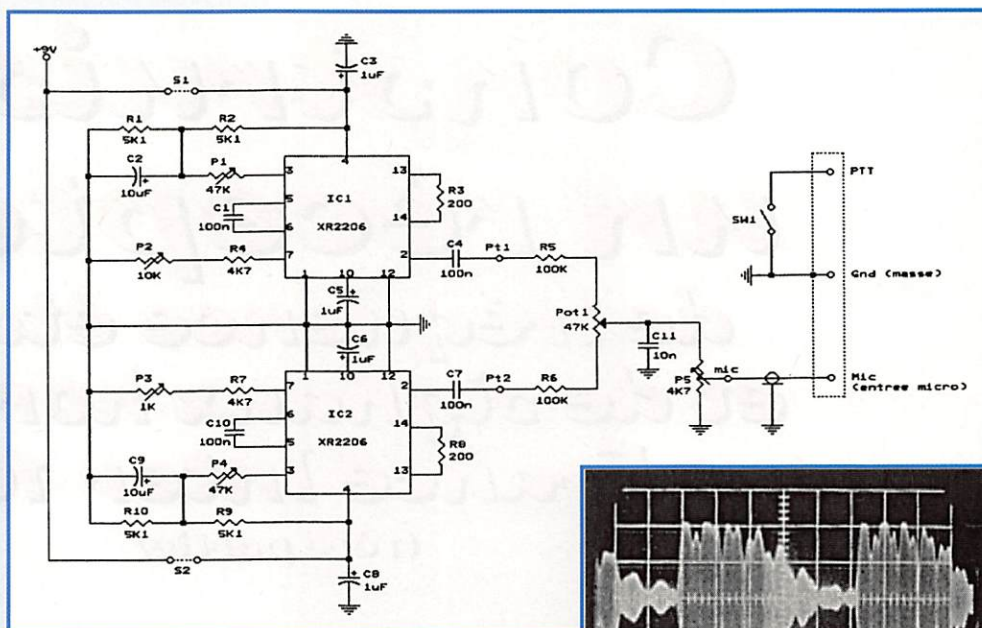 +9V
C3
1uF
S1
R1
5K1
R2
5K1
C2
10uF
P1
47K
3
4
13
5
IC1
R3
200
C1
100n
6
XR2206
14
P2
10K
R4
4K7
7
2
C4
100n
Pt1
R5
100K
1
10
12
C5
1uF
Pot1
47K
C11
10n
C6
1uF
P3
1K
R7
4K7
7
1
10
12
2
C7
100n
Pt2
R6
100K
6
IC2
14
C10
100n
5
XR2206
R8
200
C9
10uF
P4
47K
3
4
13
R10
5K1
R9
5K1
S2
C8
1uF
PTT
SW1
Gnd (masse)
P5
4K7
mic
Mic
(entree micro)